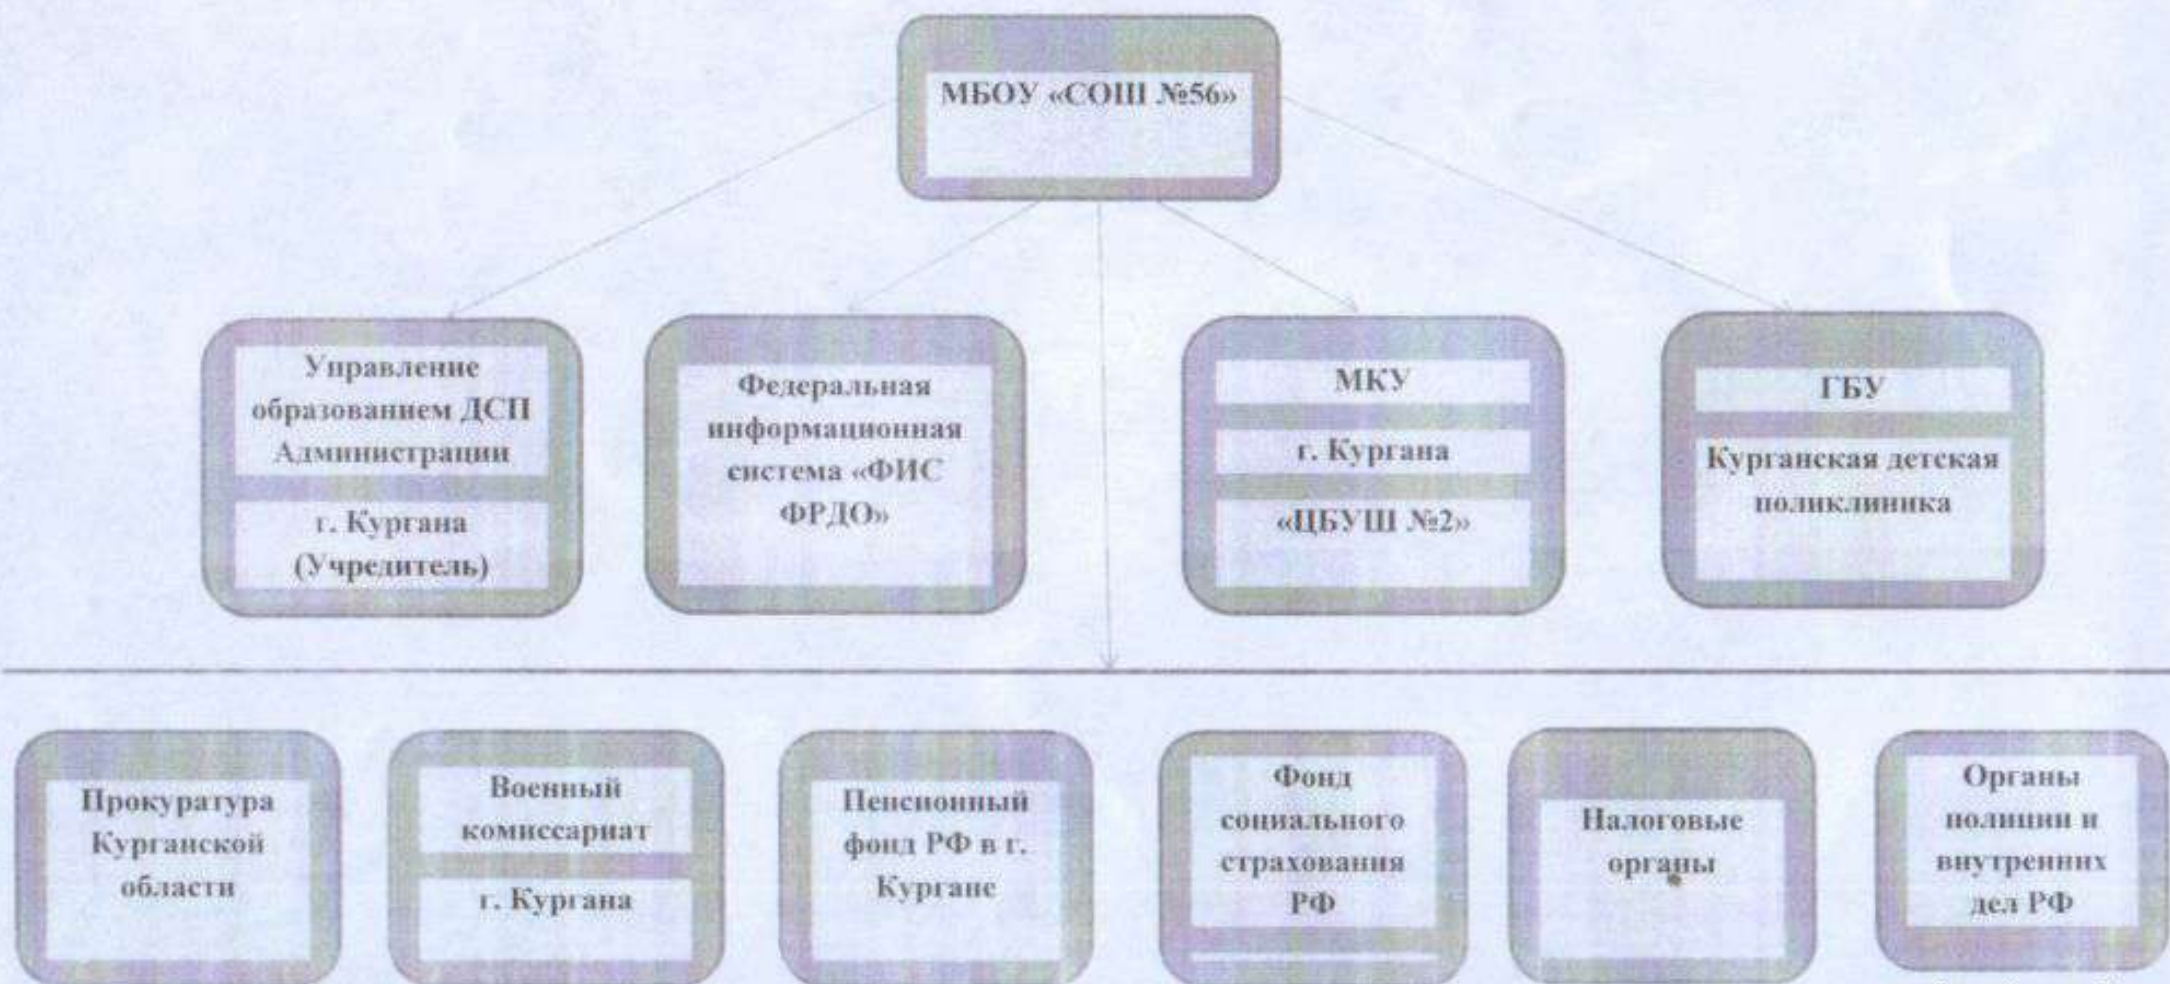 МБОУ «СОШ №56»
Управление
образованием ДСП
Администрации
г. Кургана
(Учредитель)
Федеральная
информационная
система «ФИС
ФРДО»
МКУ
г. Кургана
«ЦБУШ №2»
ГБУ
Курганская детская
поликлиника
Прокуратура
Курганской
области
Военный
комиссариат
г. Кургана
Пенсионный
фонд РФ в г.
Кургане
Фонд
социального
страхования
РФ
Налоговые
органы
Органы
полиции и
внутренних
дел РФ